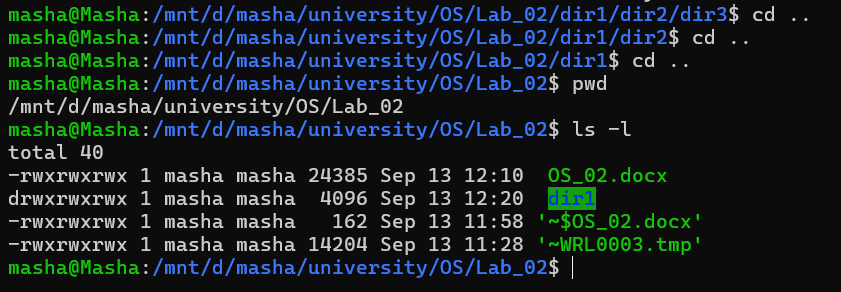 masha@Masha:/mnt/d/masha/university/OS/Lab_02/dir1/dir2/dir3$ cd ..
masha@Masha:/mnt/d/masha/university/OS/Lab_02/dir1/dir2$ cd ..
masha@Masha:/mnt/d/masha/university/OS/Lab_02/dir1$ cd ..
masha@Masha:/mnt/d/masha/university/OS/Lab_02$ pwd
/mnt/d/masha/university/OS/Lab_02
masha@Masha:/mnt/d/masha/university/OS/Lab_02$ ls -l
total 40
-rwxrwxrwx 1 masha masha 24385 Sep 13 12:10  OS_02.docx
drwxrwxrwx 1 masha masha  4096 Sep 13 12:20  dir1
-rwxrwxrwx 1 masha masha   162 Sep 13 11:58 '~$OS_02.docx'
-rwxrwxrwx 1 masha masha 14204 Sep 13 11:28 '~WRL0003.tmp'
masha@Masha:/mnt/d/masha/university/OS/Lab_02$